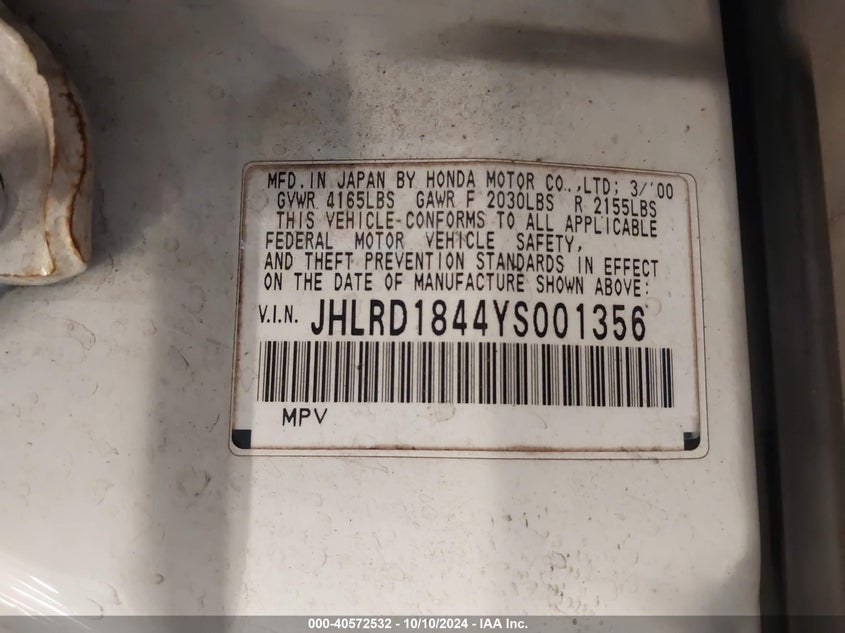 MFD. IN JAPAN BY HONDA MOTOR CO.,LTD; 3/'00
GVWR 4165LBS GAWR F 2030LBS R 2155LBS
THIS VEHICLE CONFORMS TO ALL APPLICABLE
FEDERAL MOTOR VEHICLE SAFETY,
AND THEFT PREVENTION STANDARDS IN EFFECT
ON THE DATE OF MANUFACTURE SHOWN ABOVE:
V.I.N. JHLRD1844YS001356
MPV
000-40572532 - 10/10/2024 - IAA Inc.